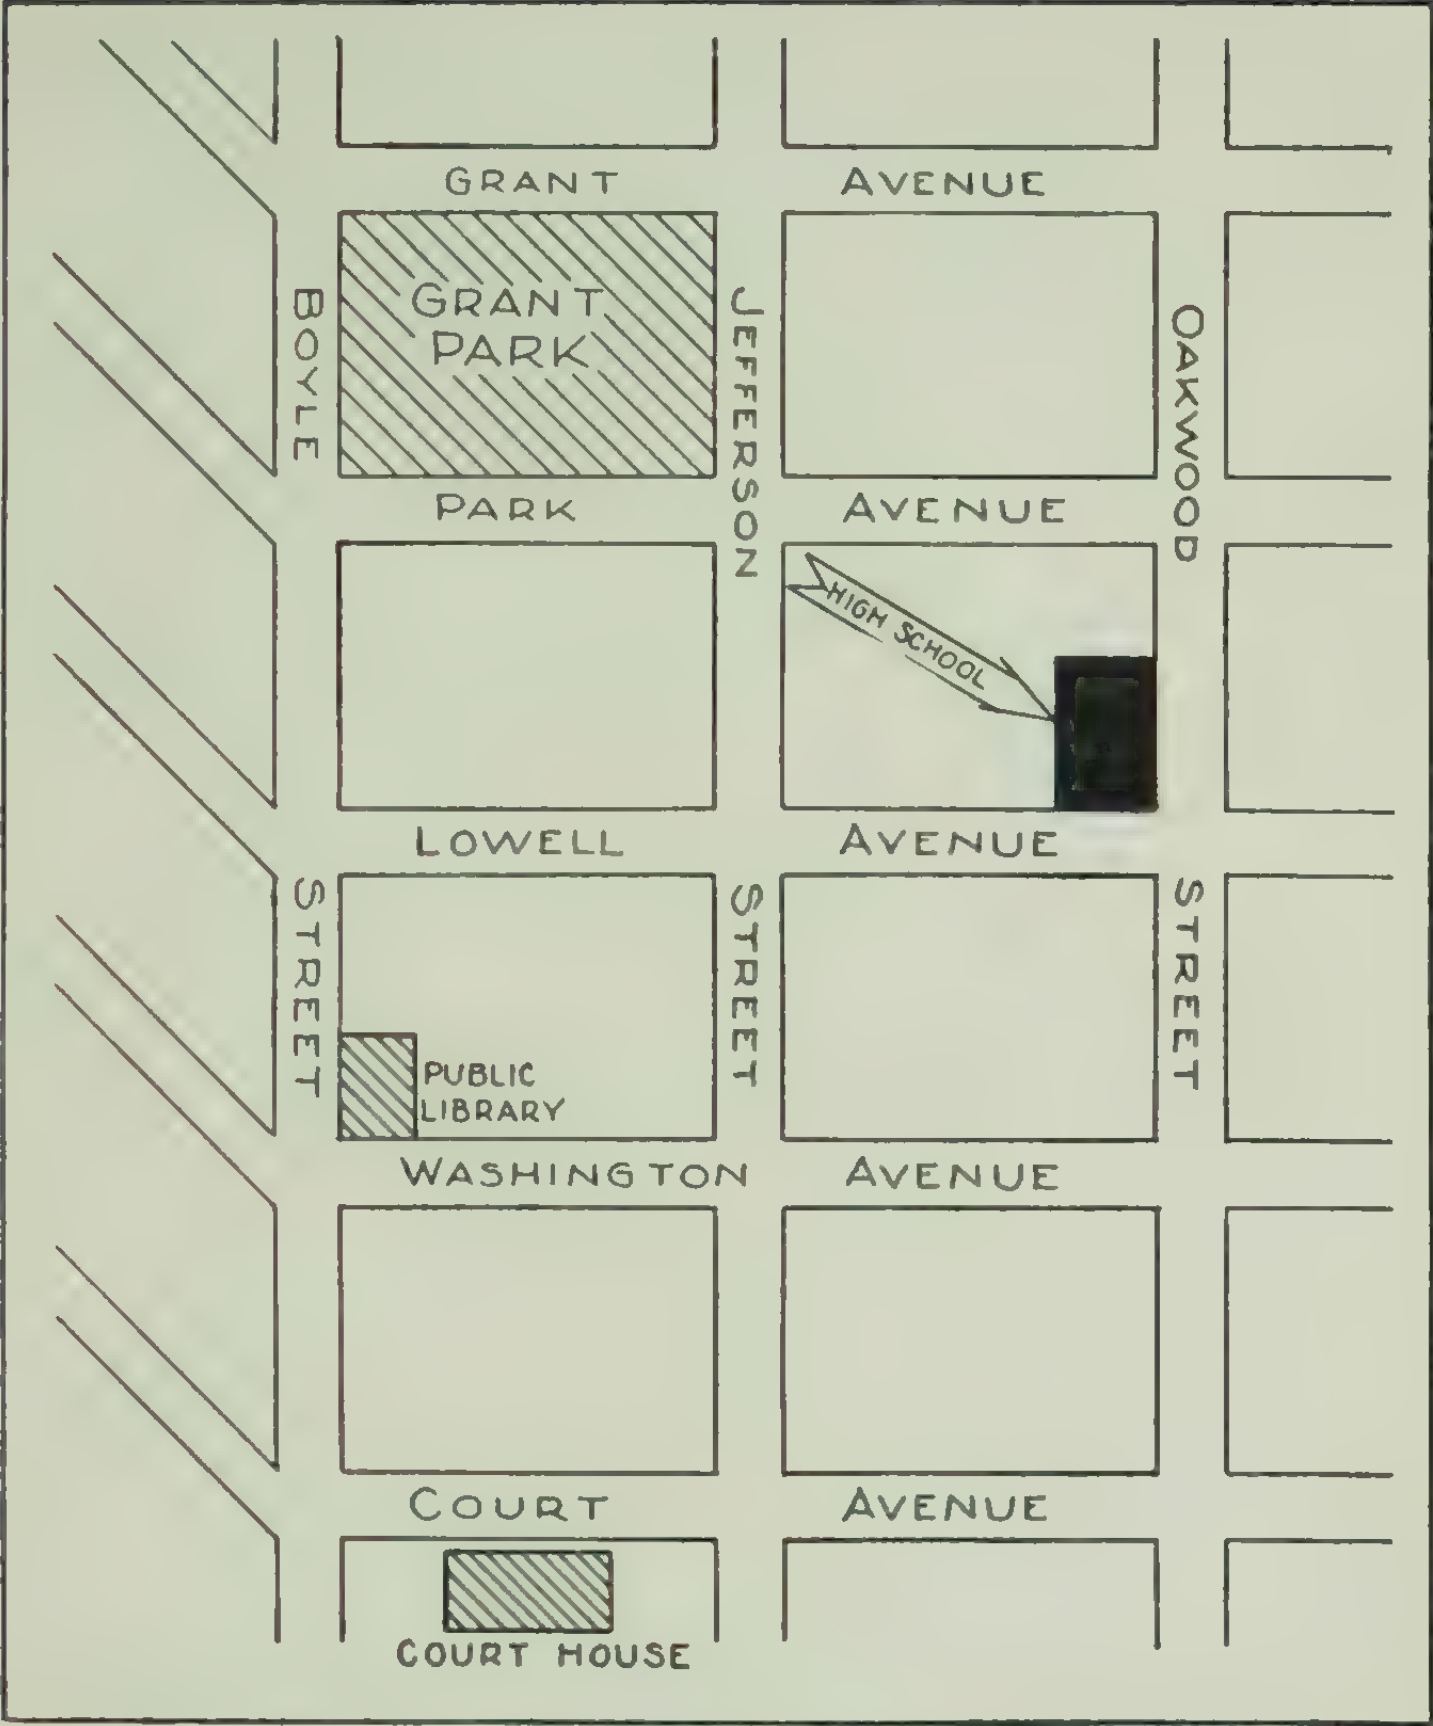 GRANT AVENUE
GRANT
PARK
BOYLE STREET
JEFFERSON STREET
OAKWOOD STREET
PARK AVENUE
HIGH SCHOOL
LOWELL AVENUE
PUBLIC
LIBRARY
WASHINGTON AVENUE
COURT AVENUE
COURT HOUSE